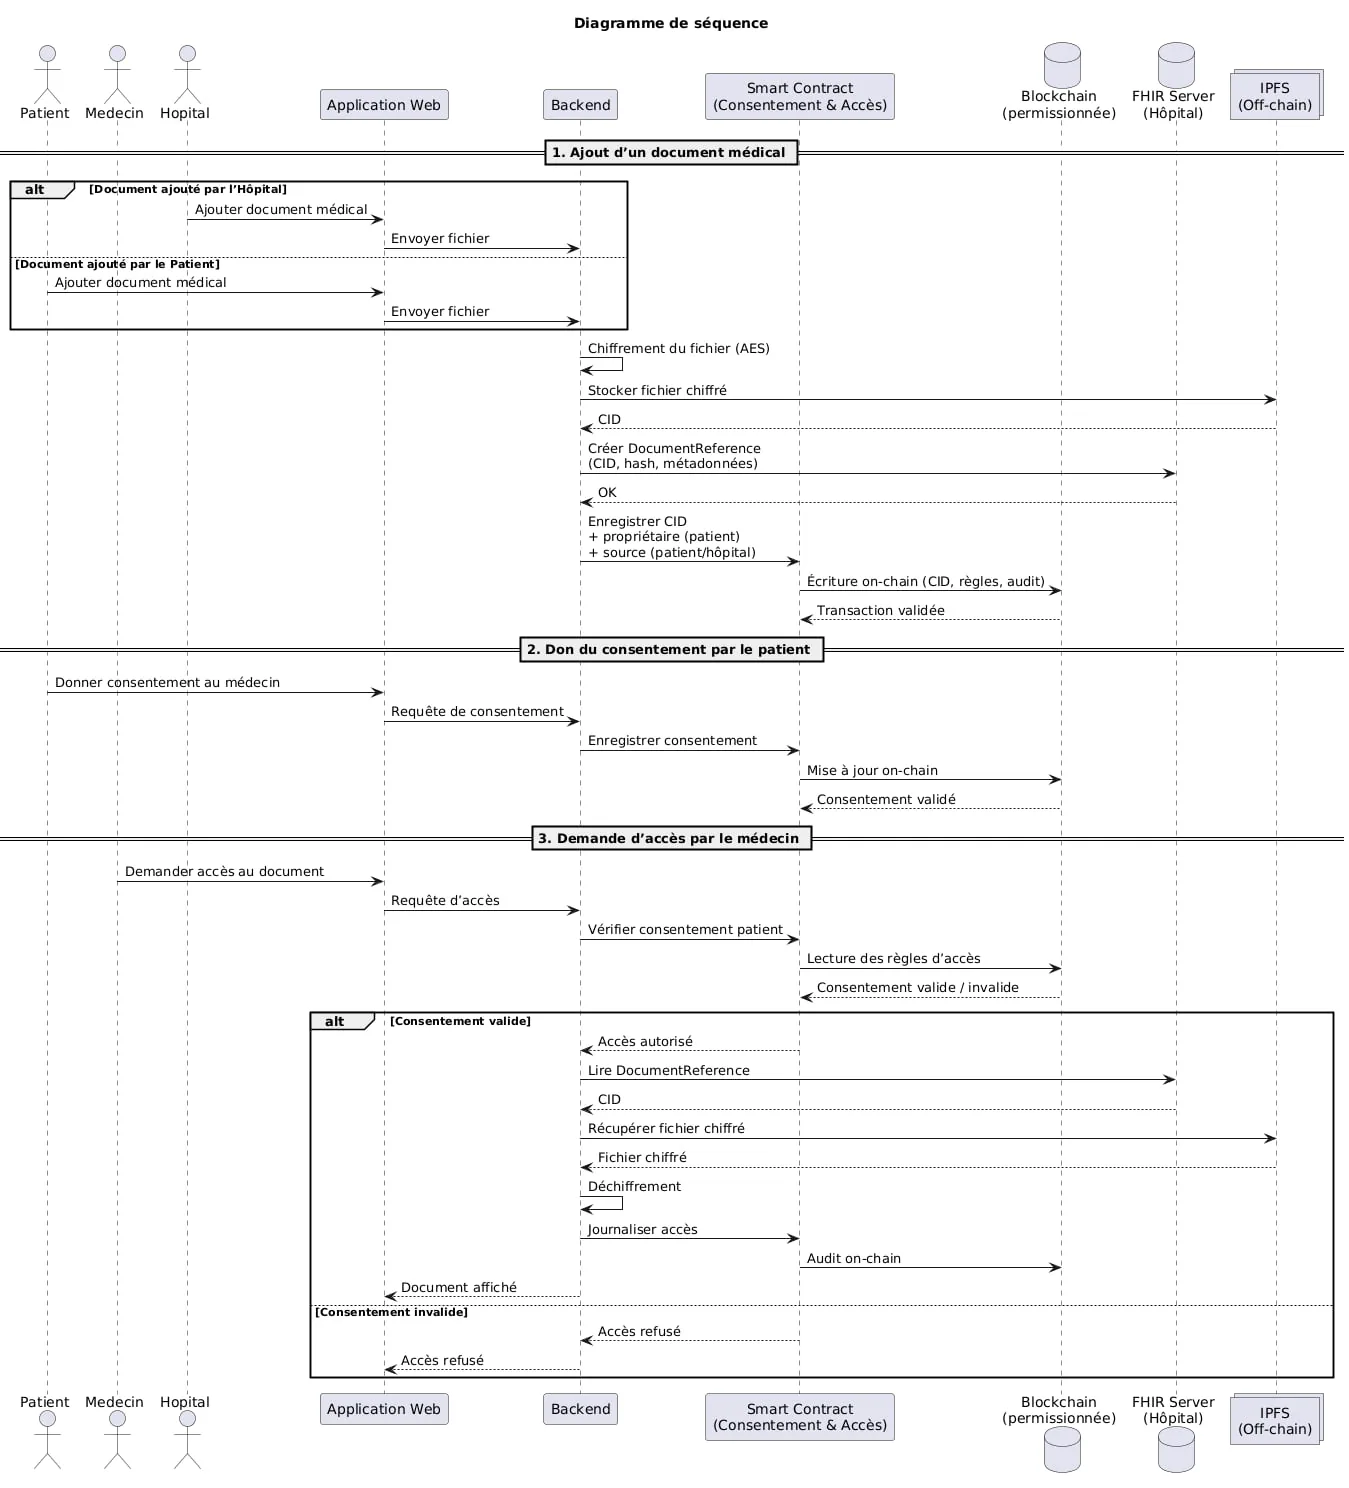 Diagramme de séquence
Patient
Medecin
Hopital
Application Web
Backend
Smart Contract
(Consentement & Accès)
Blockchain
(permissionnée)
FHIR Server
(Hôpital)
IPFS
(Off-chain)
1. Ajout d’un document médical
alt
[Document ajouté par l’Hôpital]
Ajouter document médical
Envoyer fichier
[Document ajouté par le Patient]
Ajouter document médical
Envoyer fichier
Chiffrement du fichier (AES)
Stocker fichier chiffré
CID
Créer DocumentReference
(CID, hash, métadonnées)
OK
Enregistrer CID
+ propriétaire (patient)
+ source (patient/hôpital)
Écriture on-chain (CID, règles, audit)
Transaction validée
2. Don du consentement par le patient
Donner consentement au médecin
Requête de consentement
Enregistrer consentement
Mise à jour on-chain
Consentement validé
3. Demande d’accès par le médecin
Demander accès au document
Requête d’accès
Vérifier consentement patient
Lecture des règles d’accès
Consentement valide / invalide
alt
[Consentement valide]
Accès autorisé
Lire DocumentReference
CID
Récupérer fichier chiffré
Fichier chiffré
Déchiffrement
Journaliser accès
Audit on-chain
Document affiché
[Consentement invalide]
Accès refusé
Accès refusé
Patient
Medecin
Hopital
Application Web
Backend
Smart Contract
(Consentement & Accès)
Blockchain
(permissionnée)
FHIR Server
(Hôpital)
IPFS
(Off-chain)